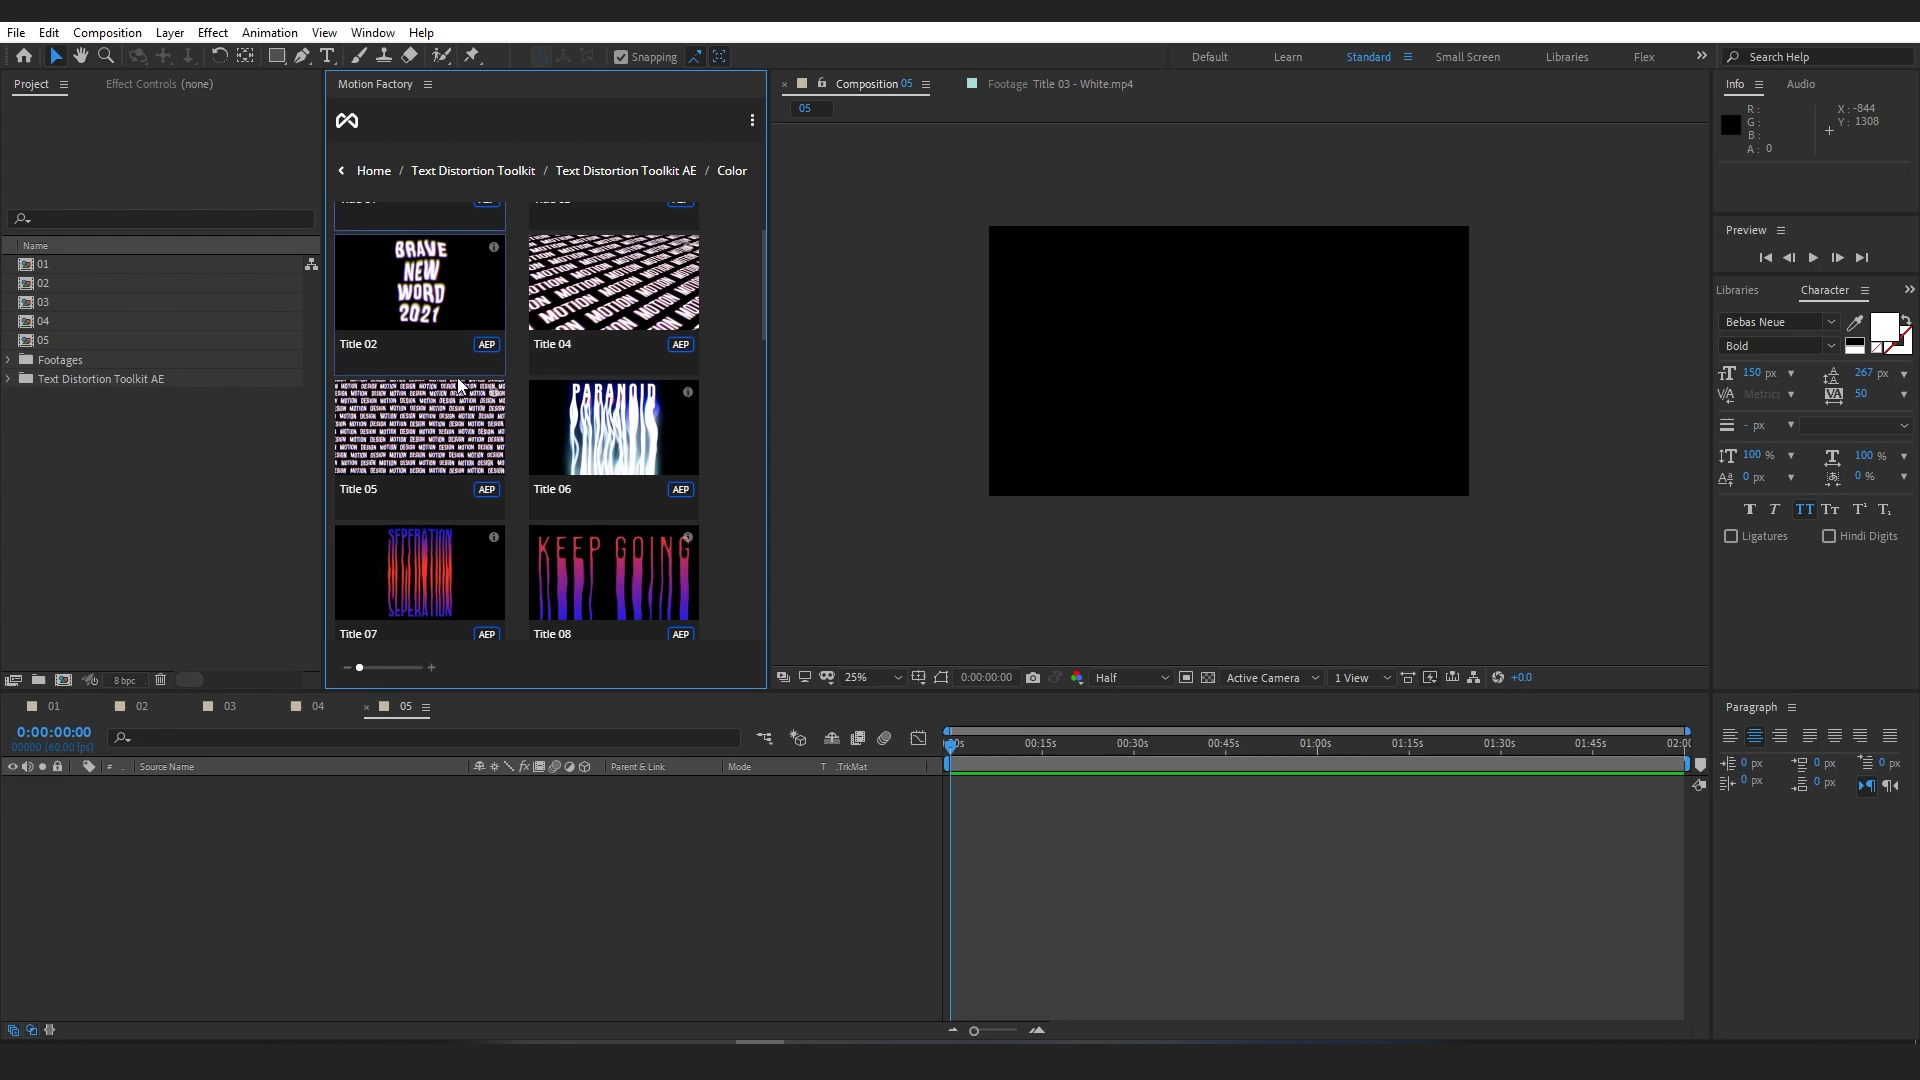 File Edit Composition Layer Effect Animation View Window Help
Snapping
Default Learn Standard Small Screen Libraries Flex
Search Help
Project
Effect Controls (none)
Name
01
02
03
04
05
Footages
Text Distortion Toolkit AE
8 bpc
Motion Factory
Home / Text Distortion Toolkit / Text Distortion Toolkit AE / Color
BRAVE
NEW
WORD
2021
Title 02 AEP
MOTION MOTION MOTION
Title 04 AEP
MOTION DESIGN MOTION DESIGN
Title 05 AEP
PARANOID
Title 06 AEP
SEPERATION
SEPERATION
Title 07 AEP
KEEP GOING
Title 08 AEP
Composition 05
Footage Title 03 - White.mp4
05
25% 0:00:00:00 Half Active Camera 1 View +0.0
Info Audio
R :
G :
B :
A : 0
X : -844
Y : 1308
Preview
Libraries Character
Bebas Neue
Bold
150 px 267 px
Metrics 50
- px
100 % 100 %
0 px 0 %
Ligatures Hindi Digits
01 02 03 04 05
0:00:00:00
00000 (60.00 fps)
# Source Name Parent & Link Mode T .TrkMat
00:15s 00:30s 00:45s 01:00s 01:15s 01:30s 01:45s
Paragraph
0 px 0 px 0 px
0 px 0 px